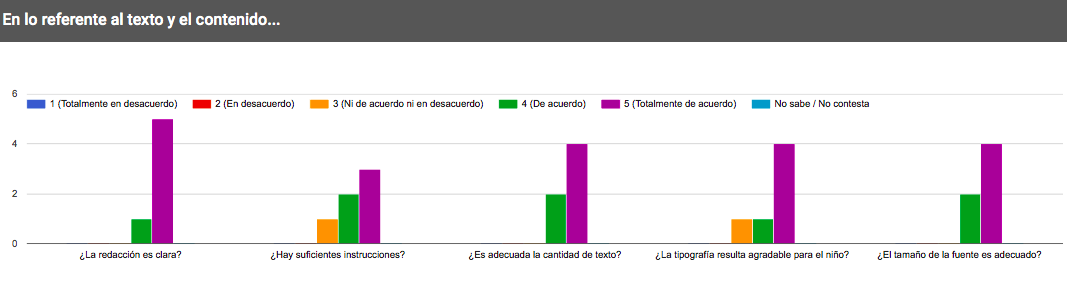 En lo referente al texto y el contenido...
6
1 (Totalmente en desacuerdo) 2 (En desacuerdo) 3 (Ni de acuerdo ni en desacuerdo) 4 (De acuerdo) 5 (Totalmente de acuerdo) No sabe / No contesta
4
2
0
¿La redacción es clara? ¿Hay suficientes instrucciones? ¿Es adecuada la cantidad de texto? ¿La tipografía resulta agradable para el niño? ¿El tamaño de la fuente es adecuado?